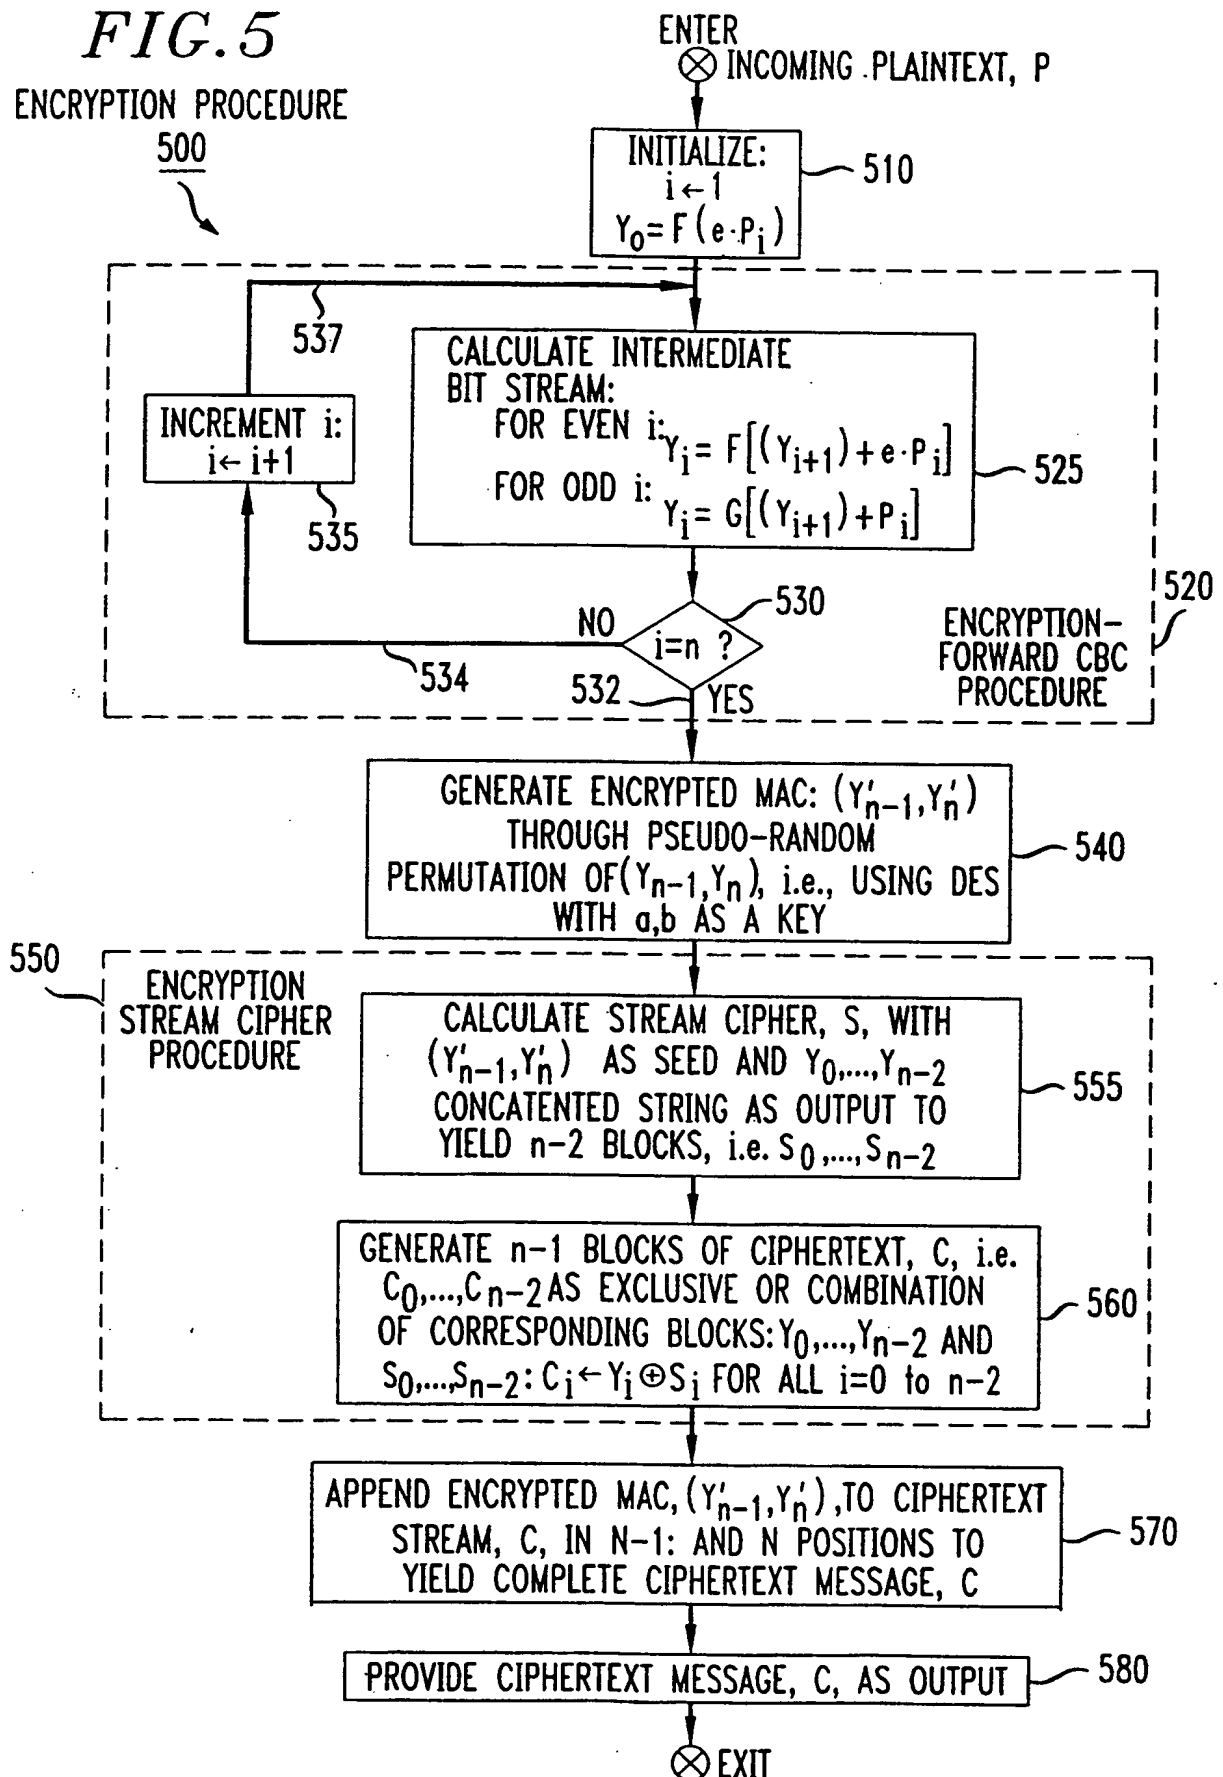 FIG. 5
ENCRYPTION PROCEDURE
500
ENTER
INCOMING PLAINTEXT, P
INITIALIZE:
i ← 1
Y₀ = F(e·Pᵢ)
510
537
CALCULATE INTERMEDIATE
BIT STREAM:
FOR EVEN i:
Yᵢ = F[(Yᵢ₊₁) + e·Pᵢ]
FOR ODD i:
Yᵢ = G[(Yᵢ₊₁) + Pᵢ]
525
INCREMENT i:
i ← i+1
535
530
i=n ?
NO
534
532
YES
ENCRYPTION-
FORWARD CBC
PROCEDURE
520
GENERATE ENCRYPTED MAC: (Y'ₙ₋₁, Y'ₙ)
THROUGH PSEUDO-RANDOM
PERMUTATION OF(Yₙ₋₁, Yₙ), i.e., USING DES
WITH a,b AS A KEY
540
550
ENCRYPTION
STREAM CIPHER
PROCEDURE
CALCULATE STREAM CIPHER, S, WITH
(Y'ₙ₋₁, Y'ₙ) AS SEED AND Y₀,...,Yₙ₋₂
CONCATENTED STRING AS OUTPUT TO
YIELD n-2 BLOCKS, i.e. S₀,...,Sₙ₋₂
555
GENERATE n-1 BLOCKS OF CIPHERTEXT, C, i.e.
C₀,...,Cₙ₋₂ AS EXCLUSIVE OR COMBINATION
OF CORRESPONDING BLOCKS: Y₀,...,Yₙ₋₂ AND
S₀,...,Sₙ₋₂: Cᵢ ← Yᵢ ⊕ Sᵢ FOR ALL i=0 to n-2
560
APPEND ENCRYPTED MAC, (Y'ₙ₋₁, Y'ₙ), TO CIPHERTEXT
STREAM, C, IN N-1: AND N POSITIONS TO
YIELD COMPLETE CIPHERTEXT MESSAGE, C
570
PROVIDE CIPHERTEXT MESSAGE, C, AS OUTPUT
580
EXIT